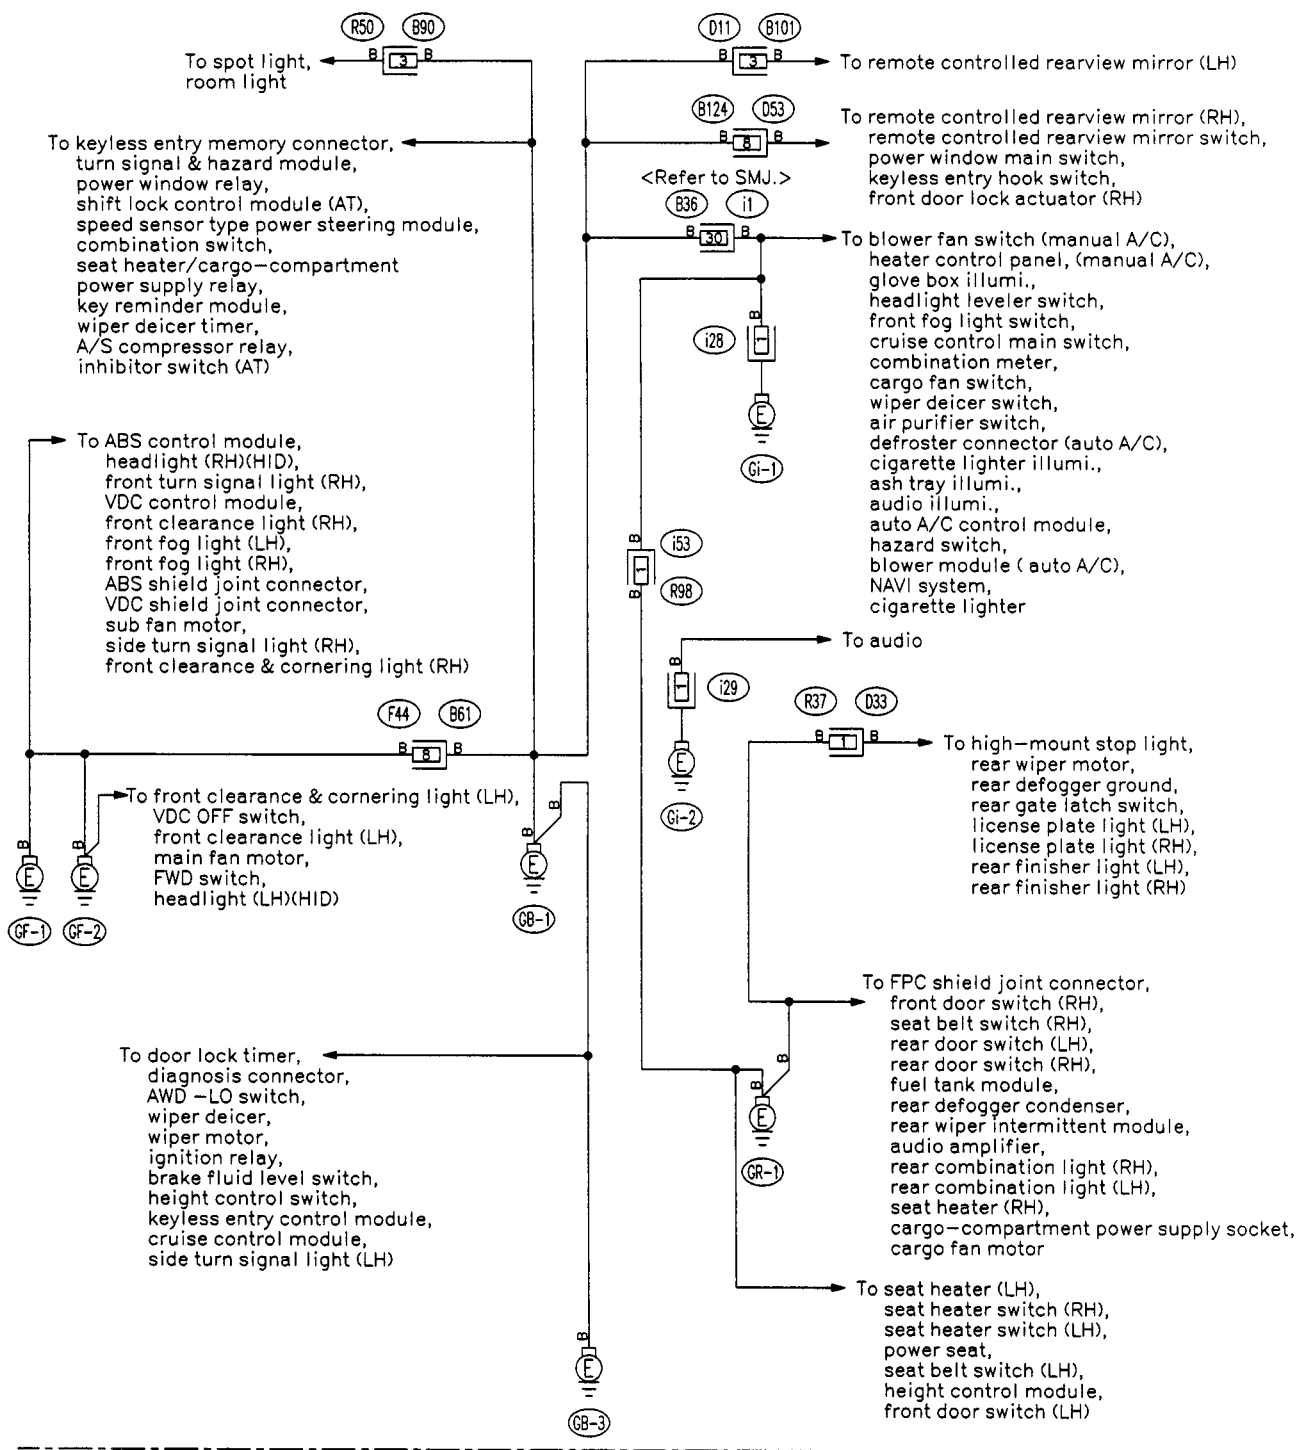 R50 B90
B 3 B
To spot light,
room light
To keyless entry memory connector,
turn signal & hazard module,
power window relay,
shift lock control module (AT),
speed sensor type power steering module,
combination switch,
seat heater/cargo-compartment
power supply relay,
key reminder module,
wiper deicer timer,
A/S compressor relay,
inhibitor switch (AT)
D11 B101
B 3 B
To remote controlled rearview mirror (LH)
B124 D53
B 8 B
To remote controlled rearview mirror (RH),
remote controlled rearview mirror switch,
power window main switch,
keyless entry hook switch,
front door lock actuator (RH)
<Refer to SMJ.>
B36 i1
B 30 B
To blower fan switch (manual A/C),
heater control panel, (manual A/C),
glove box illumi.,
headlight leveler switch,
front fog light switch,
cruise control main switch,
combination meter,
cargo fan switch,
wiper deicer switch,
air purifier switch,
defroster connector (auto A/C),
cigarette lighter illumi.,
ash tray illumi.,
audio illumi.,
auto A/C control module,
hazard switch,
blower module ( auto A/C),
NAVI system,
cigarette lighter
B
i28 1
E
Gi-1
To ABS control module,
headlight (RH)(HID),
front turn signal light (RH),
VDC control module,
front clearance light (RH),
front fog light (LH),
front fog light (RH),
ABS shield joint connector,
VDC shield joint connector,
sub fan motor,
side turn signal light (RH),
front clearance & cornering light (RH)
B i53
1
B R98
To audio
B
1 i29
E
Gi-2
F44 B61
B 8 B
R37 D33
B 1 B
To high-mount stop light,
rear wiper motor,
rear defogger ground,
rear gate latch switch,
license plate light (LH),
license plate light (RH),
rear finisher light (LH),
rear finisher light (RH)
To front clearance & cornering light (LH),
VDC OFF switch,
front clearance light (LH),
main fan motor,
FWD switch,
headlight (LH)(HID)
B B B B
E E E
GF-1 GF-2 GB-1
To FPC shield joint connector,
front door switch (RH),
seat belt switch (RH),
rear door switch (LH),
rear door switch (RH),
fuel tank module,
rear defogger condenser,
rear wiper intermittent module,
audio amplifier,
rear combination light (RH),
rear combination light (LH),
seat heater (RH),
cargo-compartment power supply socket,
cargo fan motor
B B
E
GR-1
To door lock timer,
diagnosis connector,
AWD -LO switch,
wiper deicer,
wiper motor,
ignition relay,
brake fluid level switch,
height control switch,
keyless entry control module,
cruise control module,
side turn signal light (LH)
To seat heater (LH),
seat heater switch (RH),
seat heater switch (LH),
power seat,
seat belt switch (LH),
height control module,
front door switch (LH)
B
E
GB-3